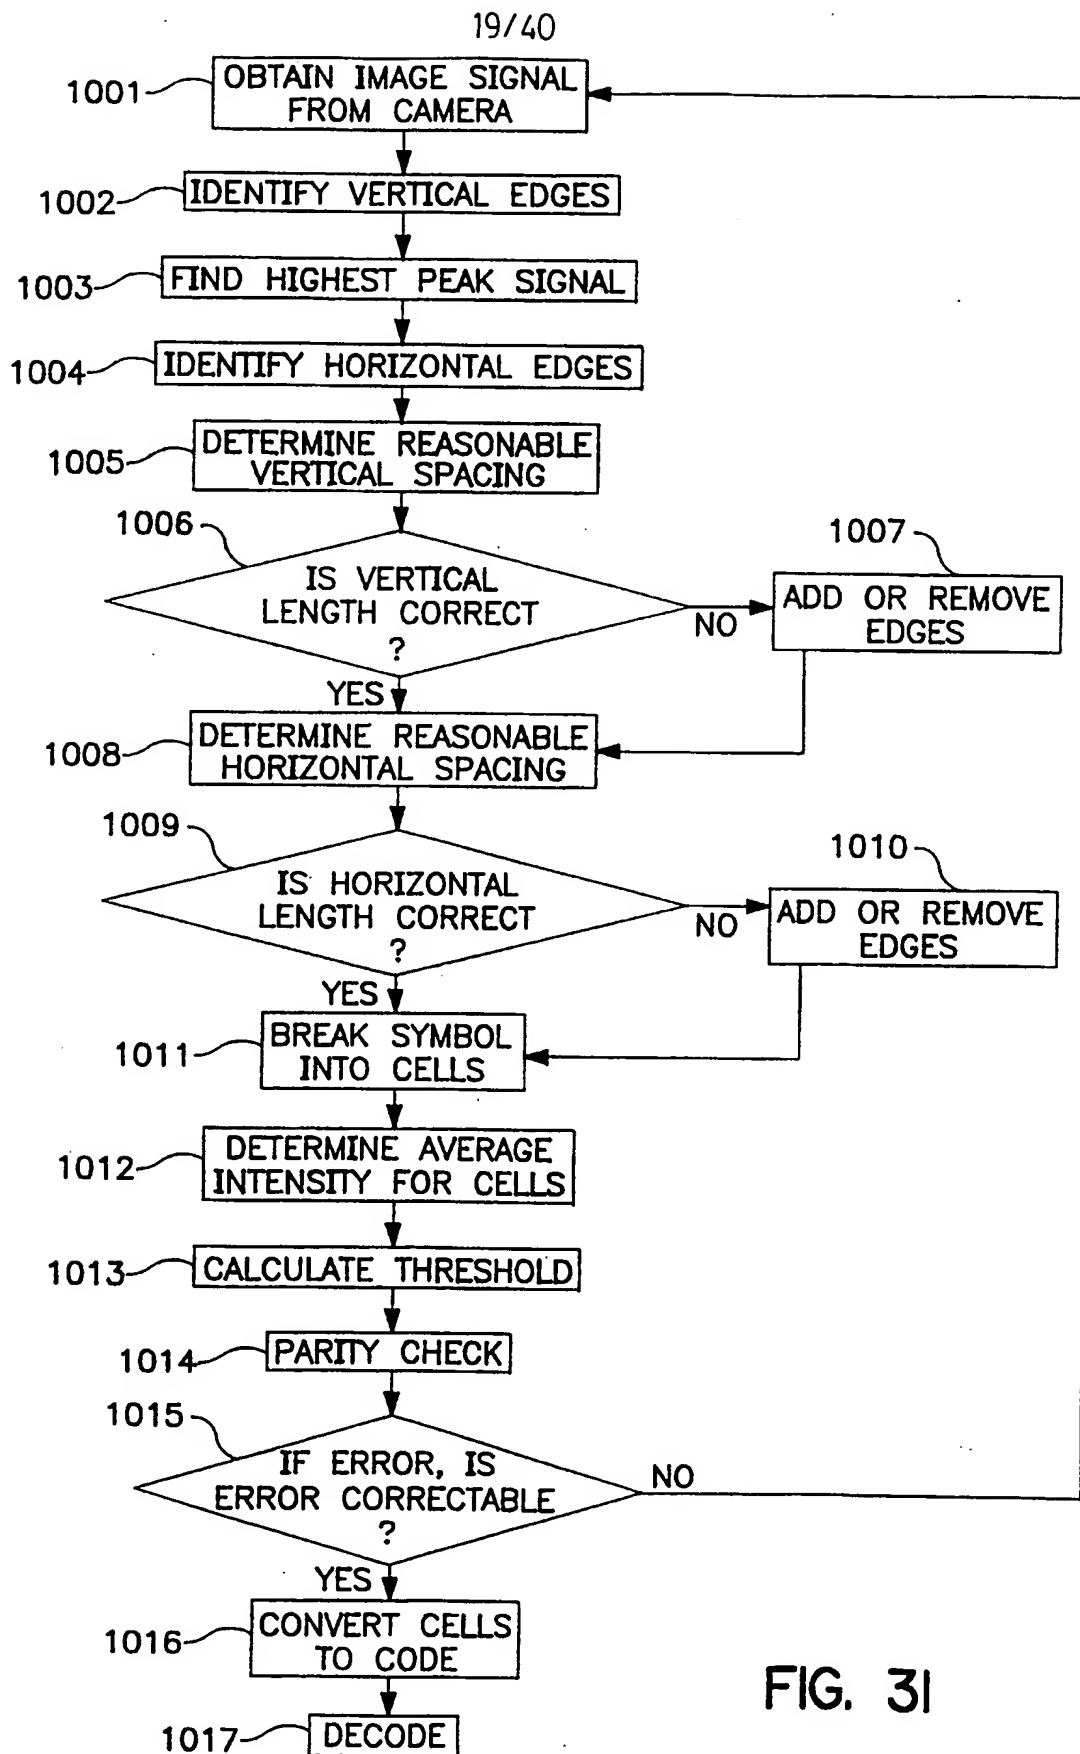 19/40
1001
OBTAIN IMAGE SIGNAL
FROM CAMERA
1002
IDENTIFY VERTICAL EDGES
1003
FIND HIGHEST PEAK SIGNAL
1004
IDENTIFY HORIZONTAL EDGES
1005
DETERMINE REASONABLE
VERTICAL SPACING
1006
IS VERTICAL
LENGTH CORRECT
?
NO
1007
ADD OR REMOVE
EDGES
YES
1008
DETERMINE REASONABLE
HORIZONTAL SPACING
1009
IS HORIZONTAL
LENGTH CORRECT
?
NO
1010
ADD OR REMOVE
EDGES
YES
1011
BREAK SYMBOL
INTO CELLS
1012
DETERMINE AVERAGE
INTENSITY FOR CELLS
1013
CALCULATE THRESHOLD
1014
PARITY CHECK
1015
IF ERROR, IS
ERROR CORRECTABLE
?
NO
YES
1016
CONVERT CELLS
TO CODE
1017
DECODE
FIG. 31